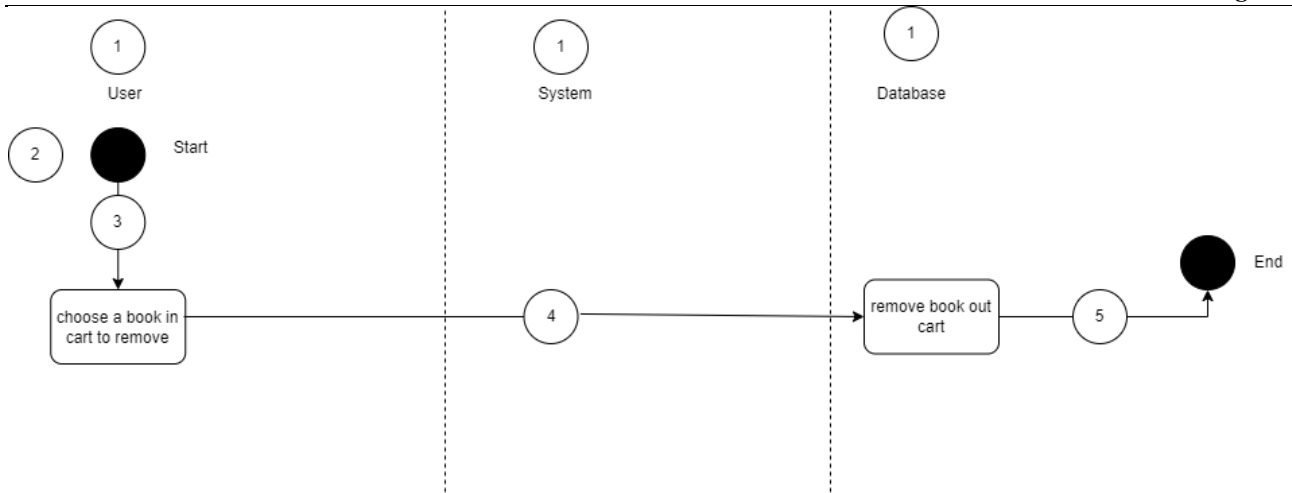 1
1
1
User
System
Database
2
Start
3
End
choose a book in
cart to remove
4
remove book out
cart
5